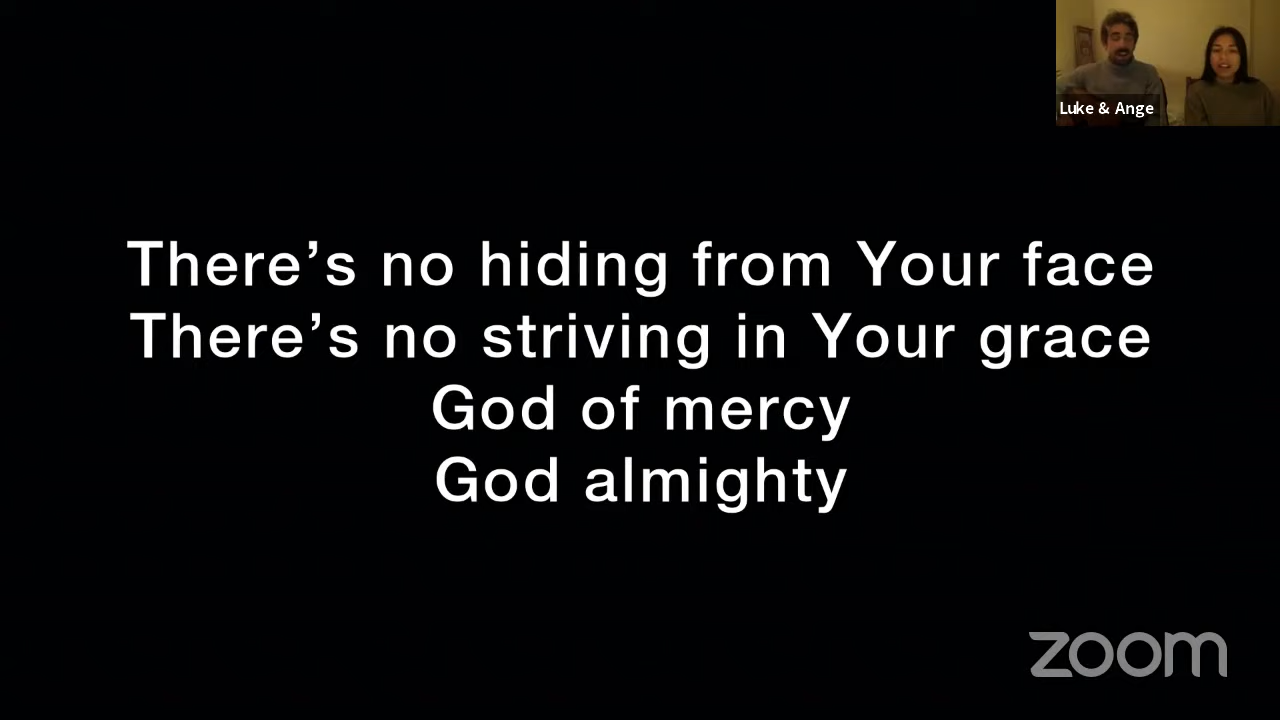 Luke & Ange
There’s no hiding from Your face
There’s no striving in Your grace
God of mercy
God almighty
zoom